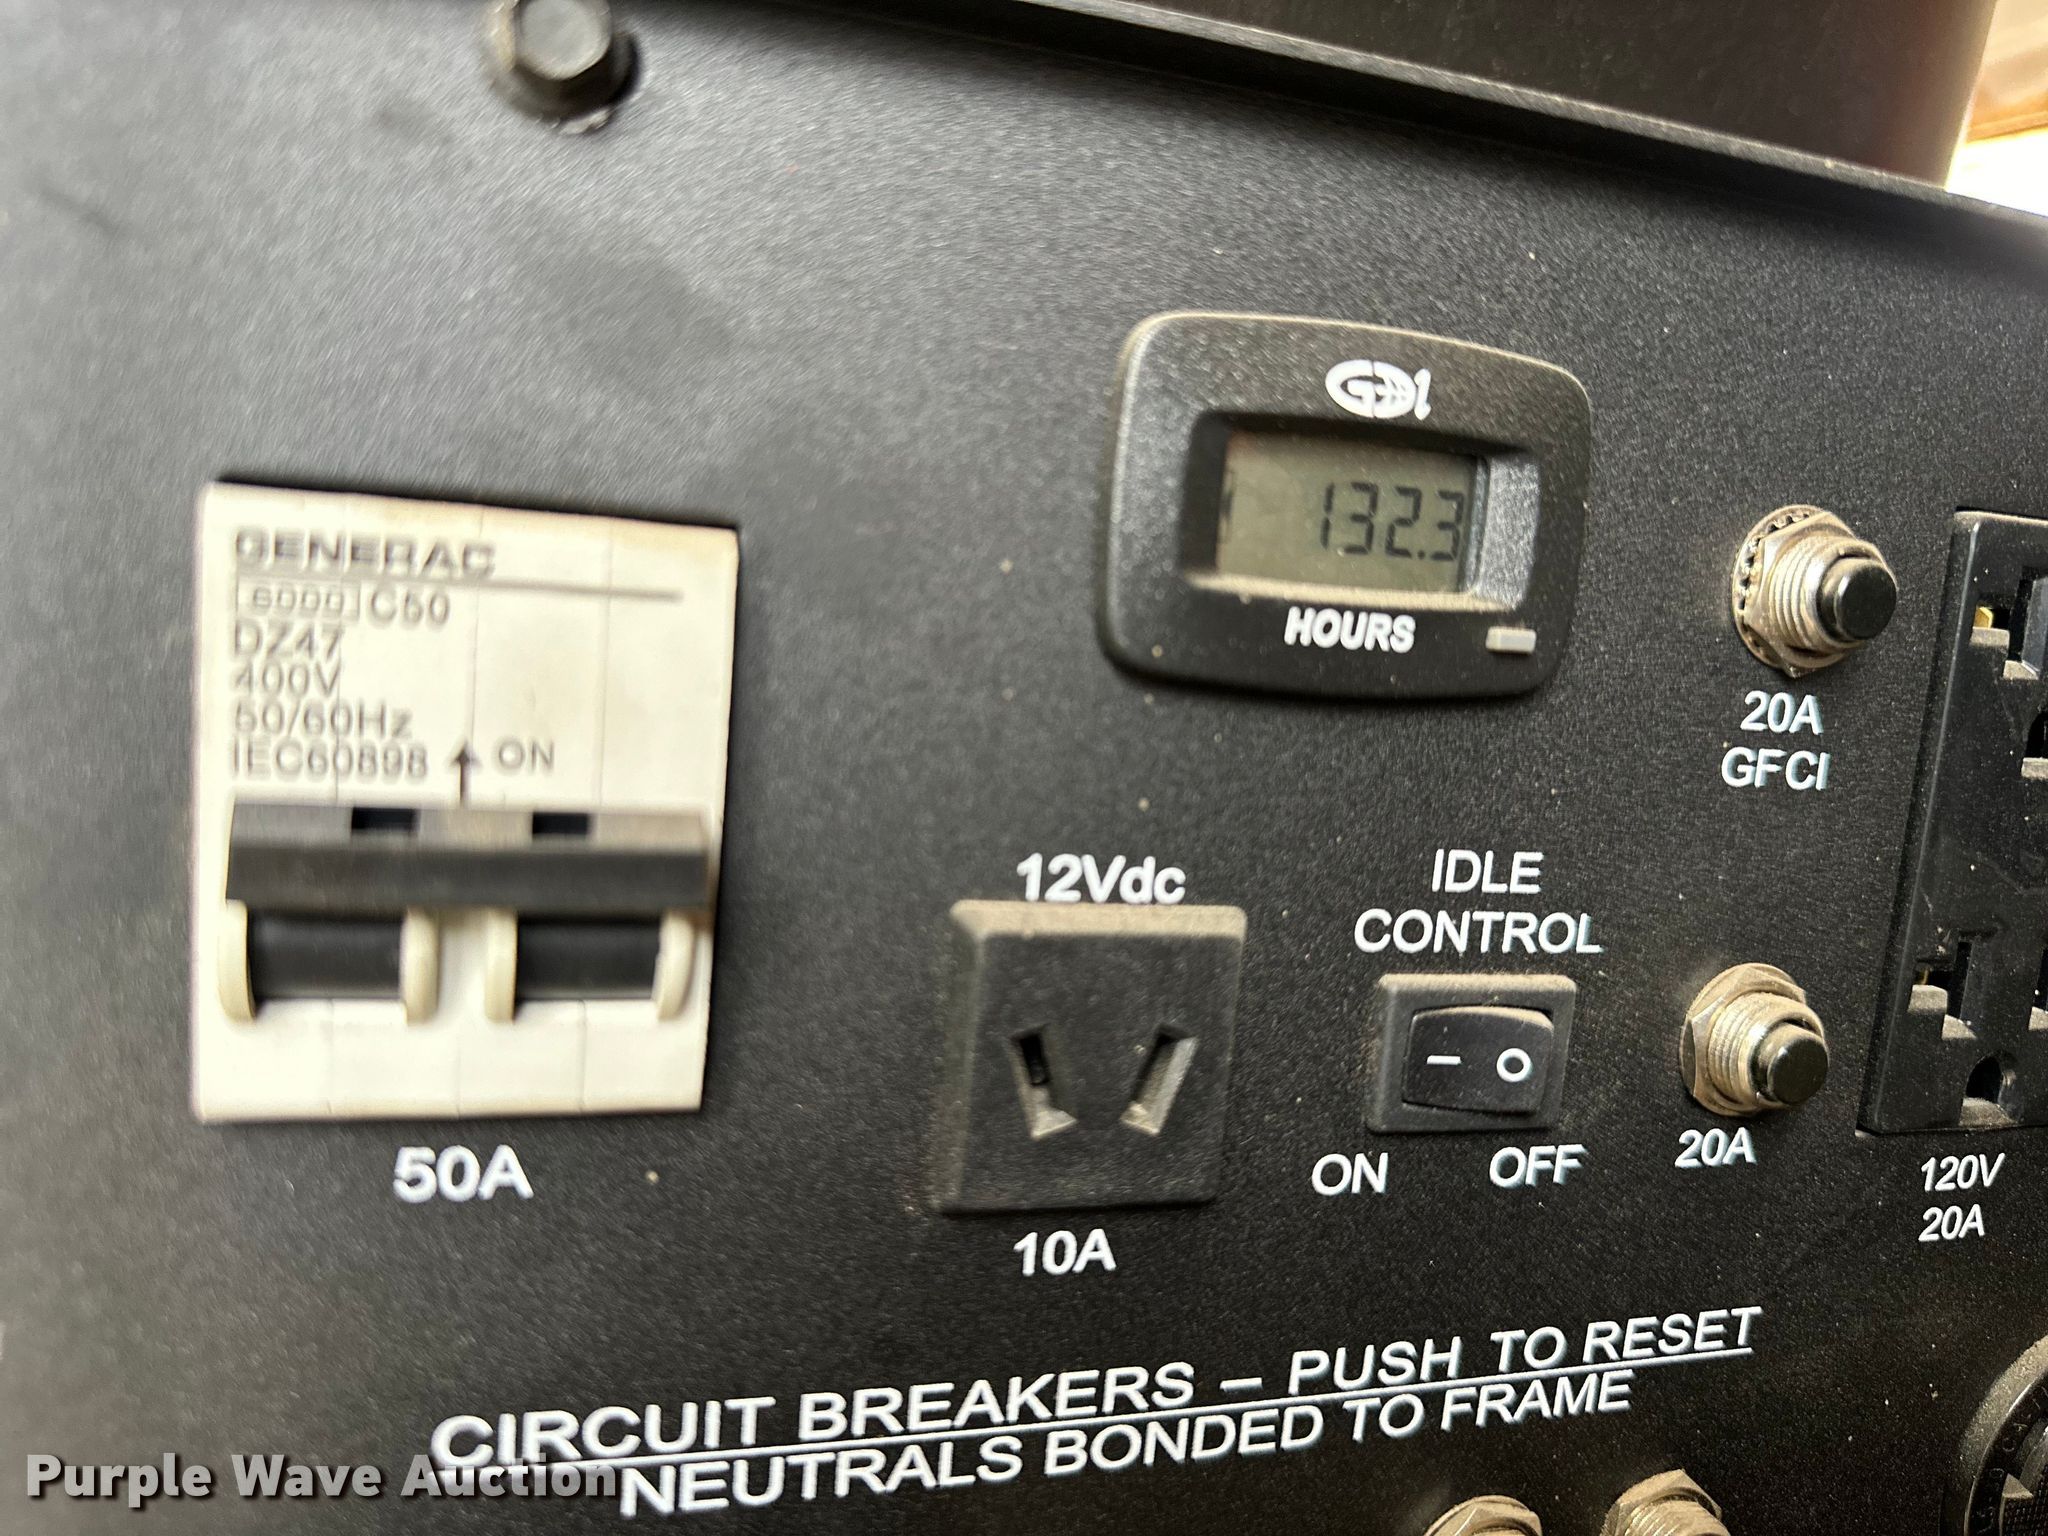 GENERAC
6000 C50
DZ47
400V
50/60Hz
IEC60898 ON
50A
132.3
HOURS
20A
GFCI
12Vdc
10A
IDLE
CONTROL
ON OFF
20A
120V
20A
CIRCUIT BREAKERS – PUSH TO RESET
NEUTRALS BONDED TO FRAME
Purple Wave Auction